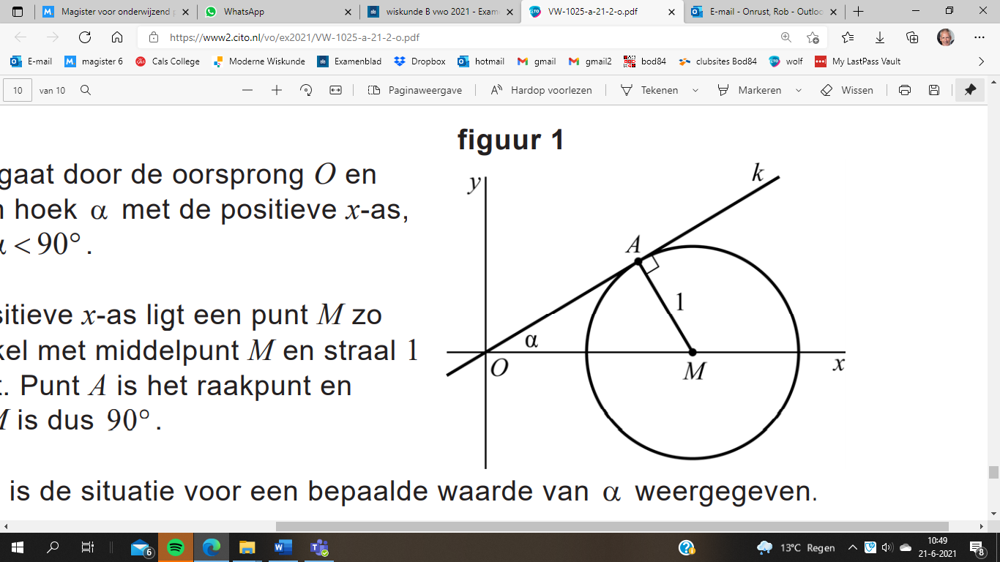 Magister voor onderwijzend
WhatsApp
wiskunde B vwo 2021 - Exam
VW-1025-a-21-2-o.pdf
E-mail - Onrust, Rob - Outloo
https://www2.cito.nl/vo/ex2021/VW-1025-a-21-2-o.pdf
E-mail
magister 6
Cals College
Moderne Wiskunde
Examenblad
Dropbox
hotmail
gmail
gmail2
bod84
clubsites Bod84
wolf
My LastPass Vault
10 van 10
Paginaweergave
Hardop voorlezen
Tekenen
Markeren
Wissen
figuur 1
gaat door de oorsprong O en
n hoek α met de positieve x-as,
α < 90°.
sitieve x-as ligt een punt M zo
kel met middelpunt M en straal 1
t. Punt A is het raakpunt en
M is dus 90°.
y
k
A
1
α
O
M
x
is de situatie voor een bepaalde waarde van α weergegeven.
6
13°C Regen
10:49
21-6-2021
8